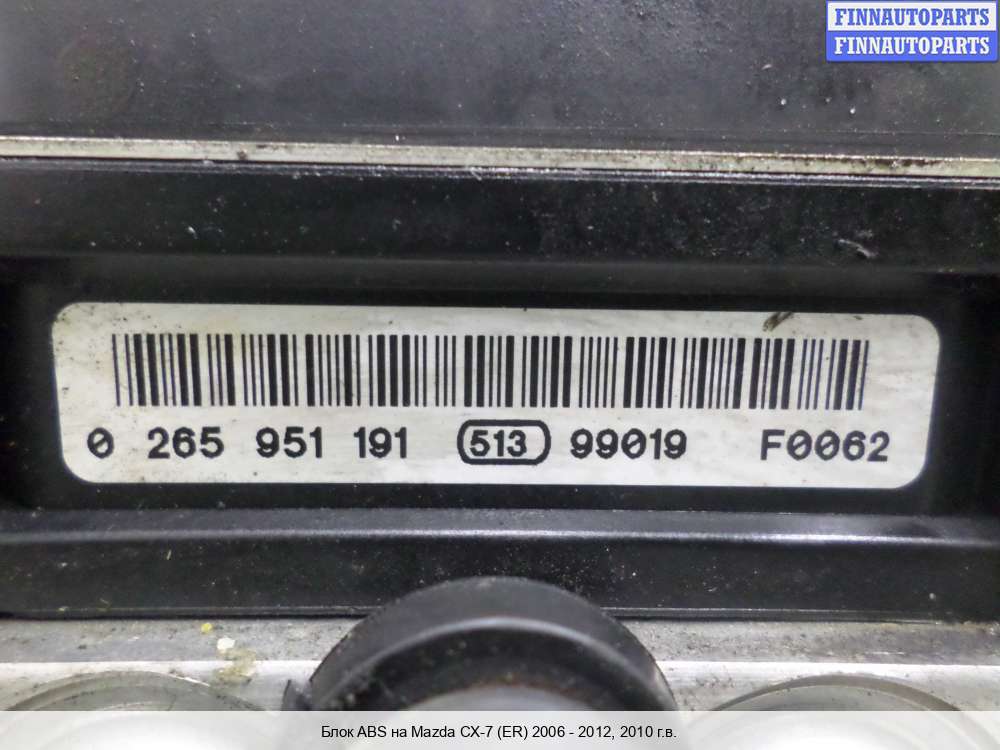 FINNAUTOPARTS
FINNAUTOPARTS
0 265 951 191 513 99019 F0062
Блок ABS на Mazda CX-7 (ER) 2006 - 2012, 2010 г.в.